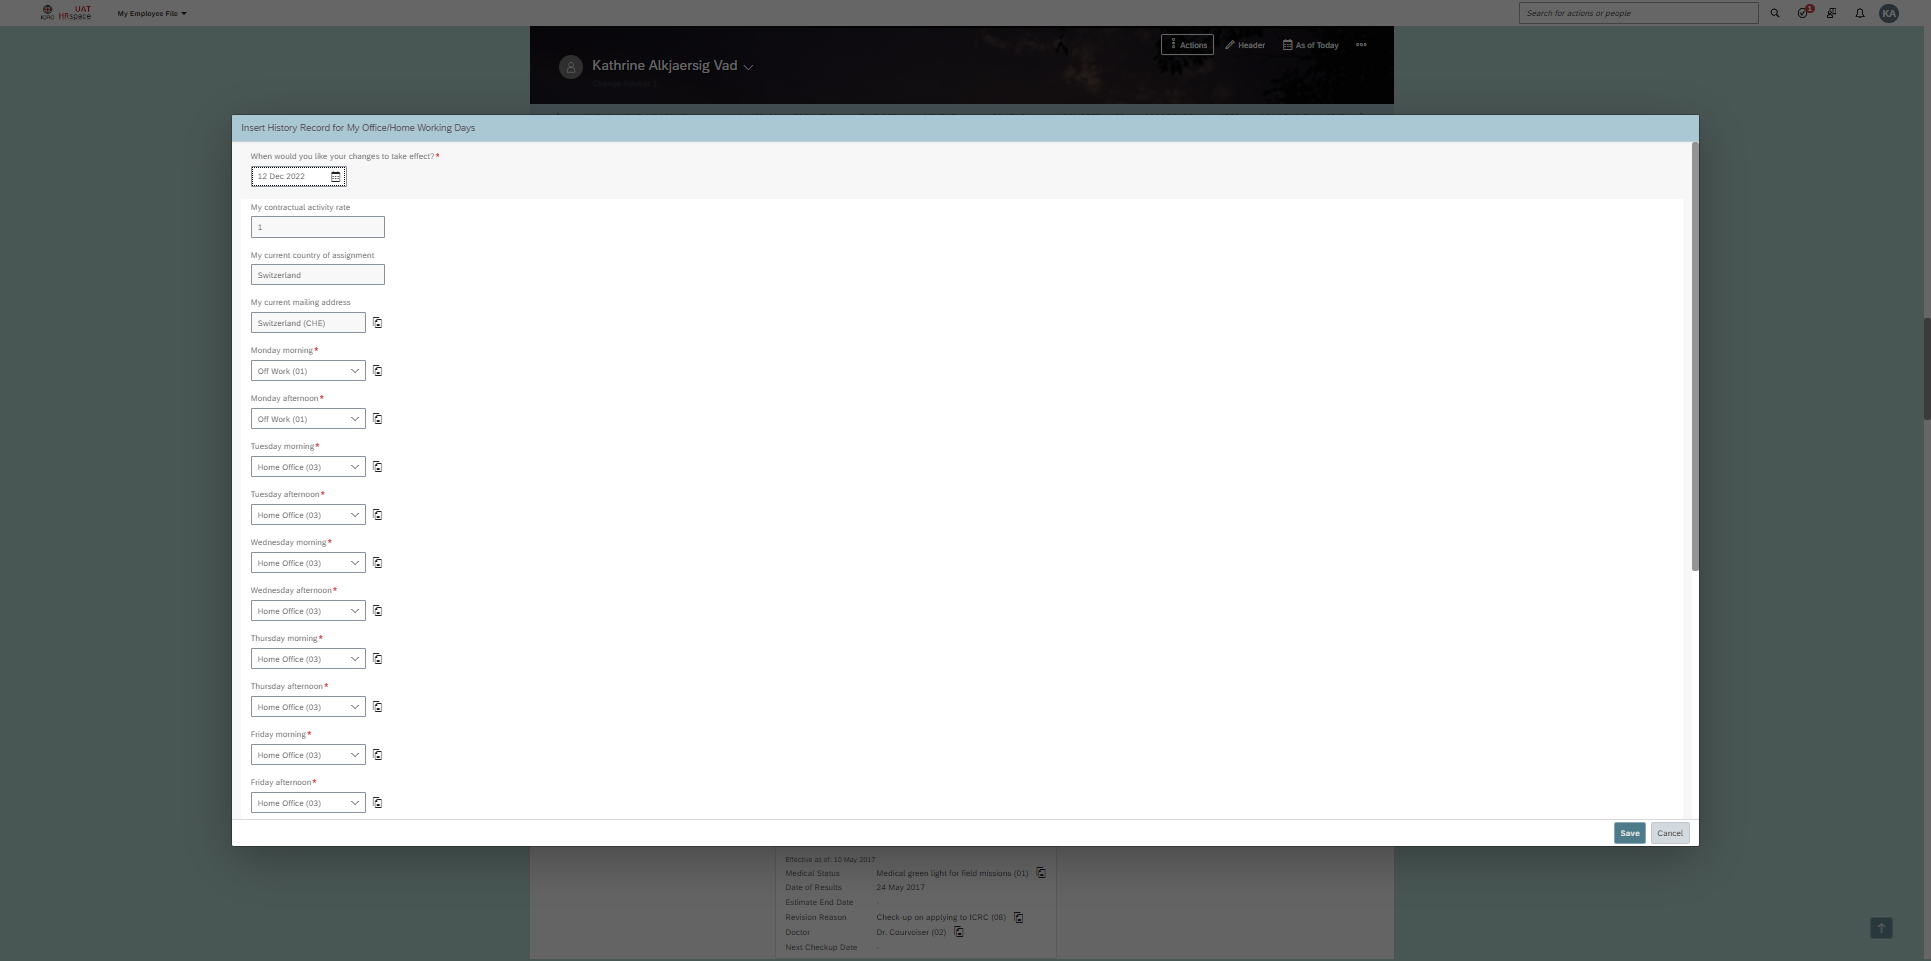 ICRC
UAT
HRspace
My Employee File
Search for actions or people
1
KA
Actions
Header
As of Today
Kathrine Alkjaersig Vad
Insert History Record for My Office/Home Working Days
When would you like your changes to take effect?*
12 Dec 2022
My contractual activity rate
1
My current country of assignment
Switzerland
My current mailing address
Switzerland (CHE)
Monday morning*
Off Work (01)
Monday afternoon*
Off Work (01)
Tuesday morning*
Home Office (03)
Tuesday afternoon*
Home Office (03)
Wednesday morning*
Home Office (03)
Wednesday afternoon*
Home Office (03)
Thursday morning*
Home Office (03)
Thursday afternoon*
Home Office (03)
Friday morning*
Home Office (03)
Friday afternoon*
Home Office (03)
Save
Cancel
Effective as of: 10 May 2017
Medical Status Medical green light for field missions (01)
Date of Results 24 May 2017
Estimate End Date -
Revision Reason Check-up on applying to ICRC (08)
Doctor Dr. Courvoiser (02)
Next Checkup Date -